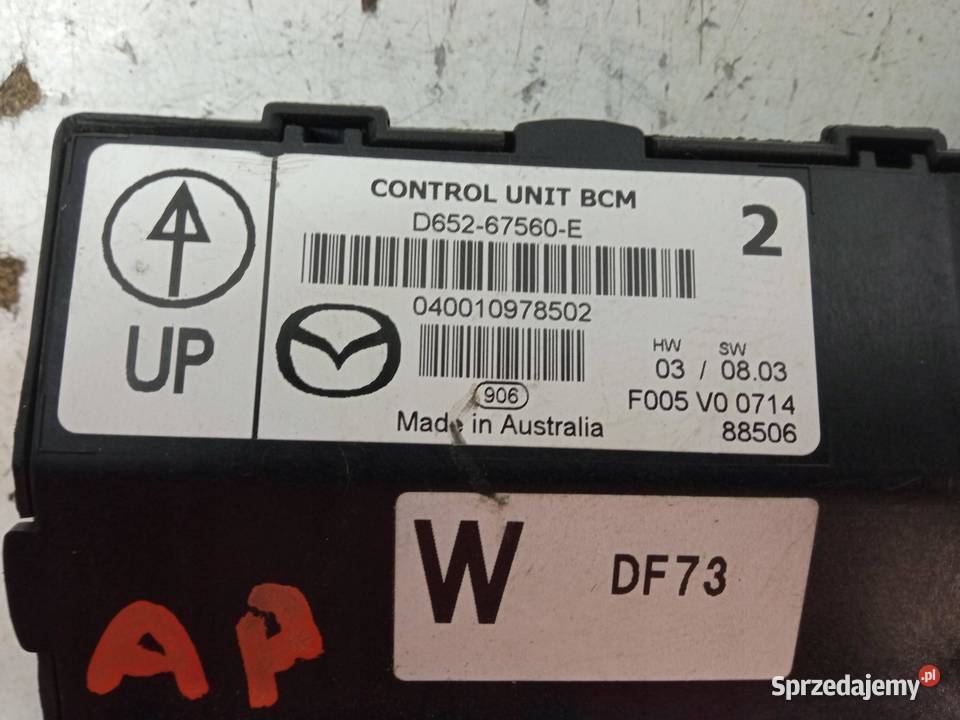 CONTROL UNIT BCM
D652-67560-E
2
040010978502
UP
HW SW
03 / 08.03
906
F005 V0 0714
Made in Australia
88506
W DF73
AP
Sprzedajemy.pl